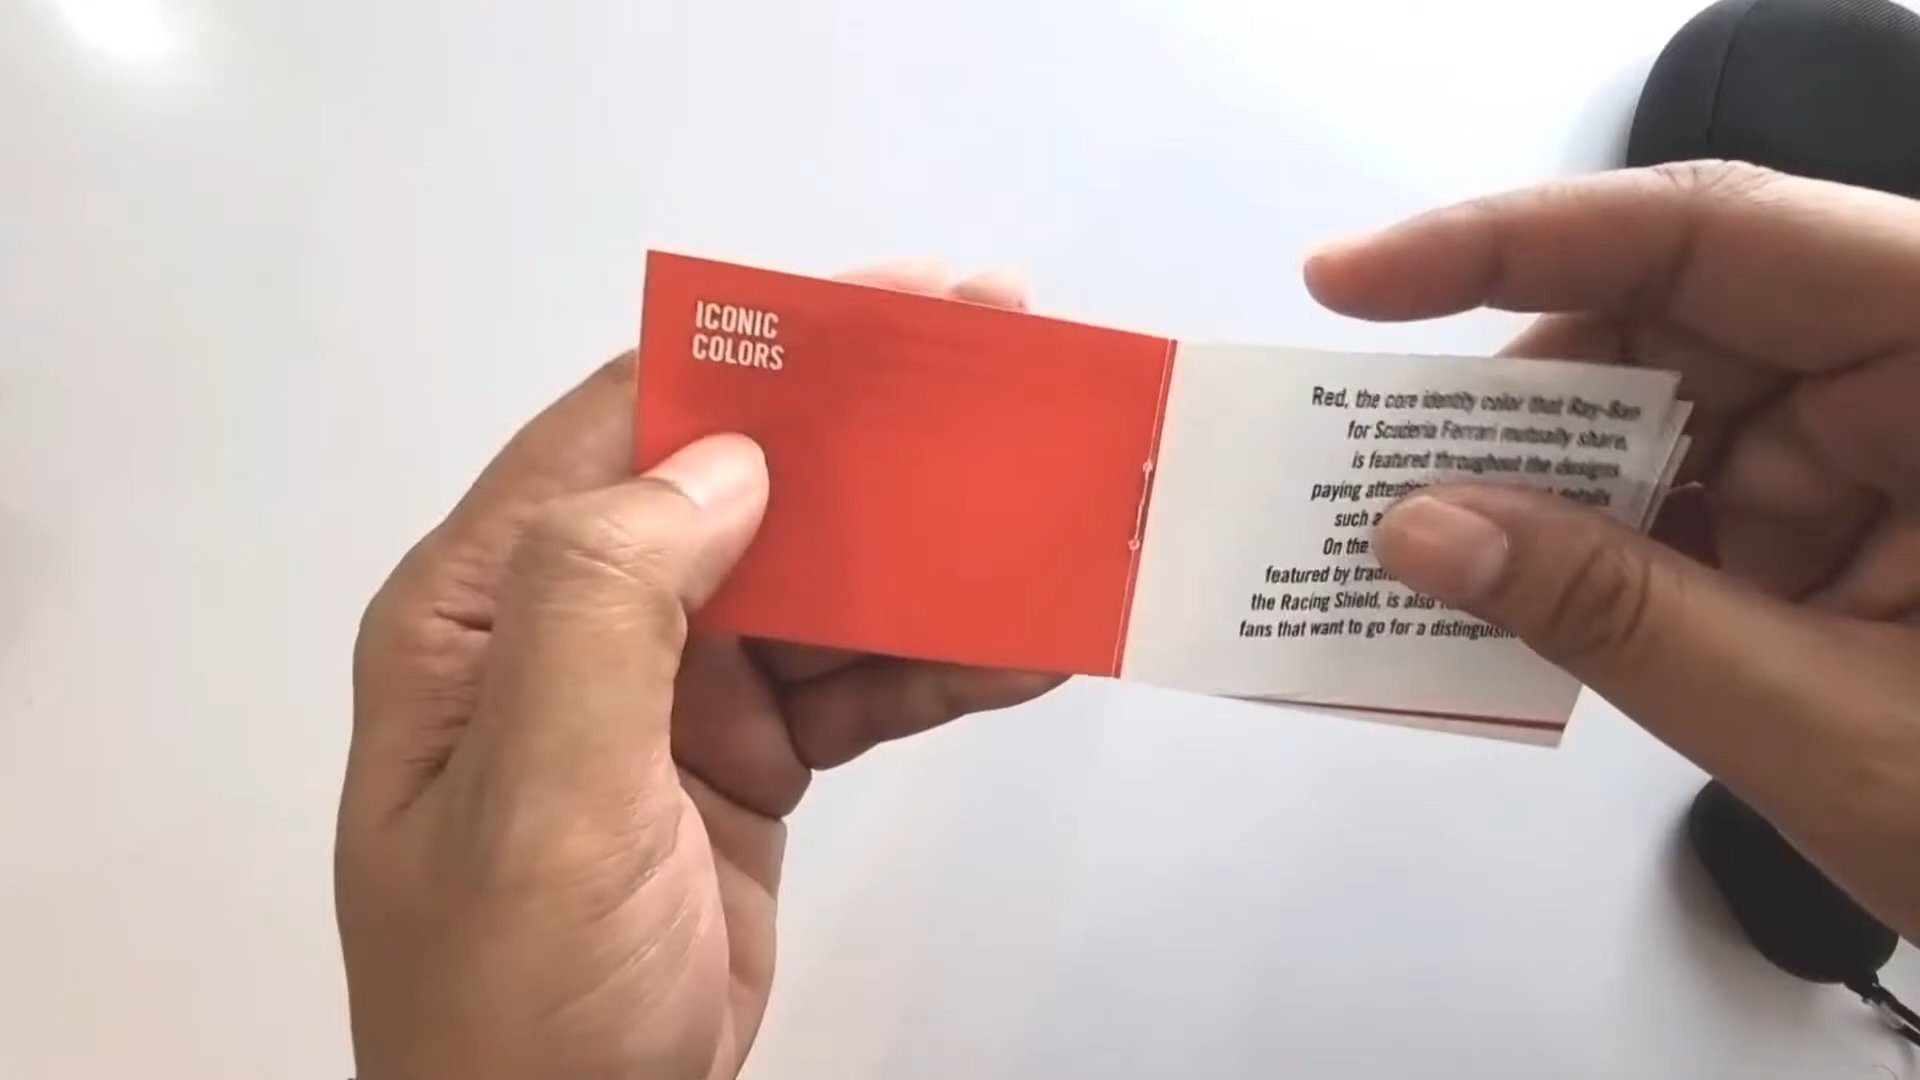 ICONIC
COLORS
Red, the core identity color that Ray-Ban
for Scuderia Ferrari mutually share,
is featured throughout the designs
paying details
such
On the
featured by
the Racing Shield, is also
fans that want to go for a